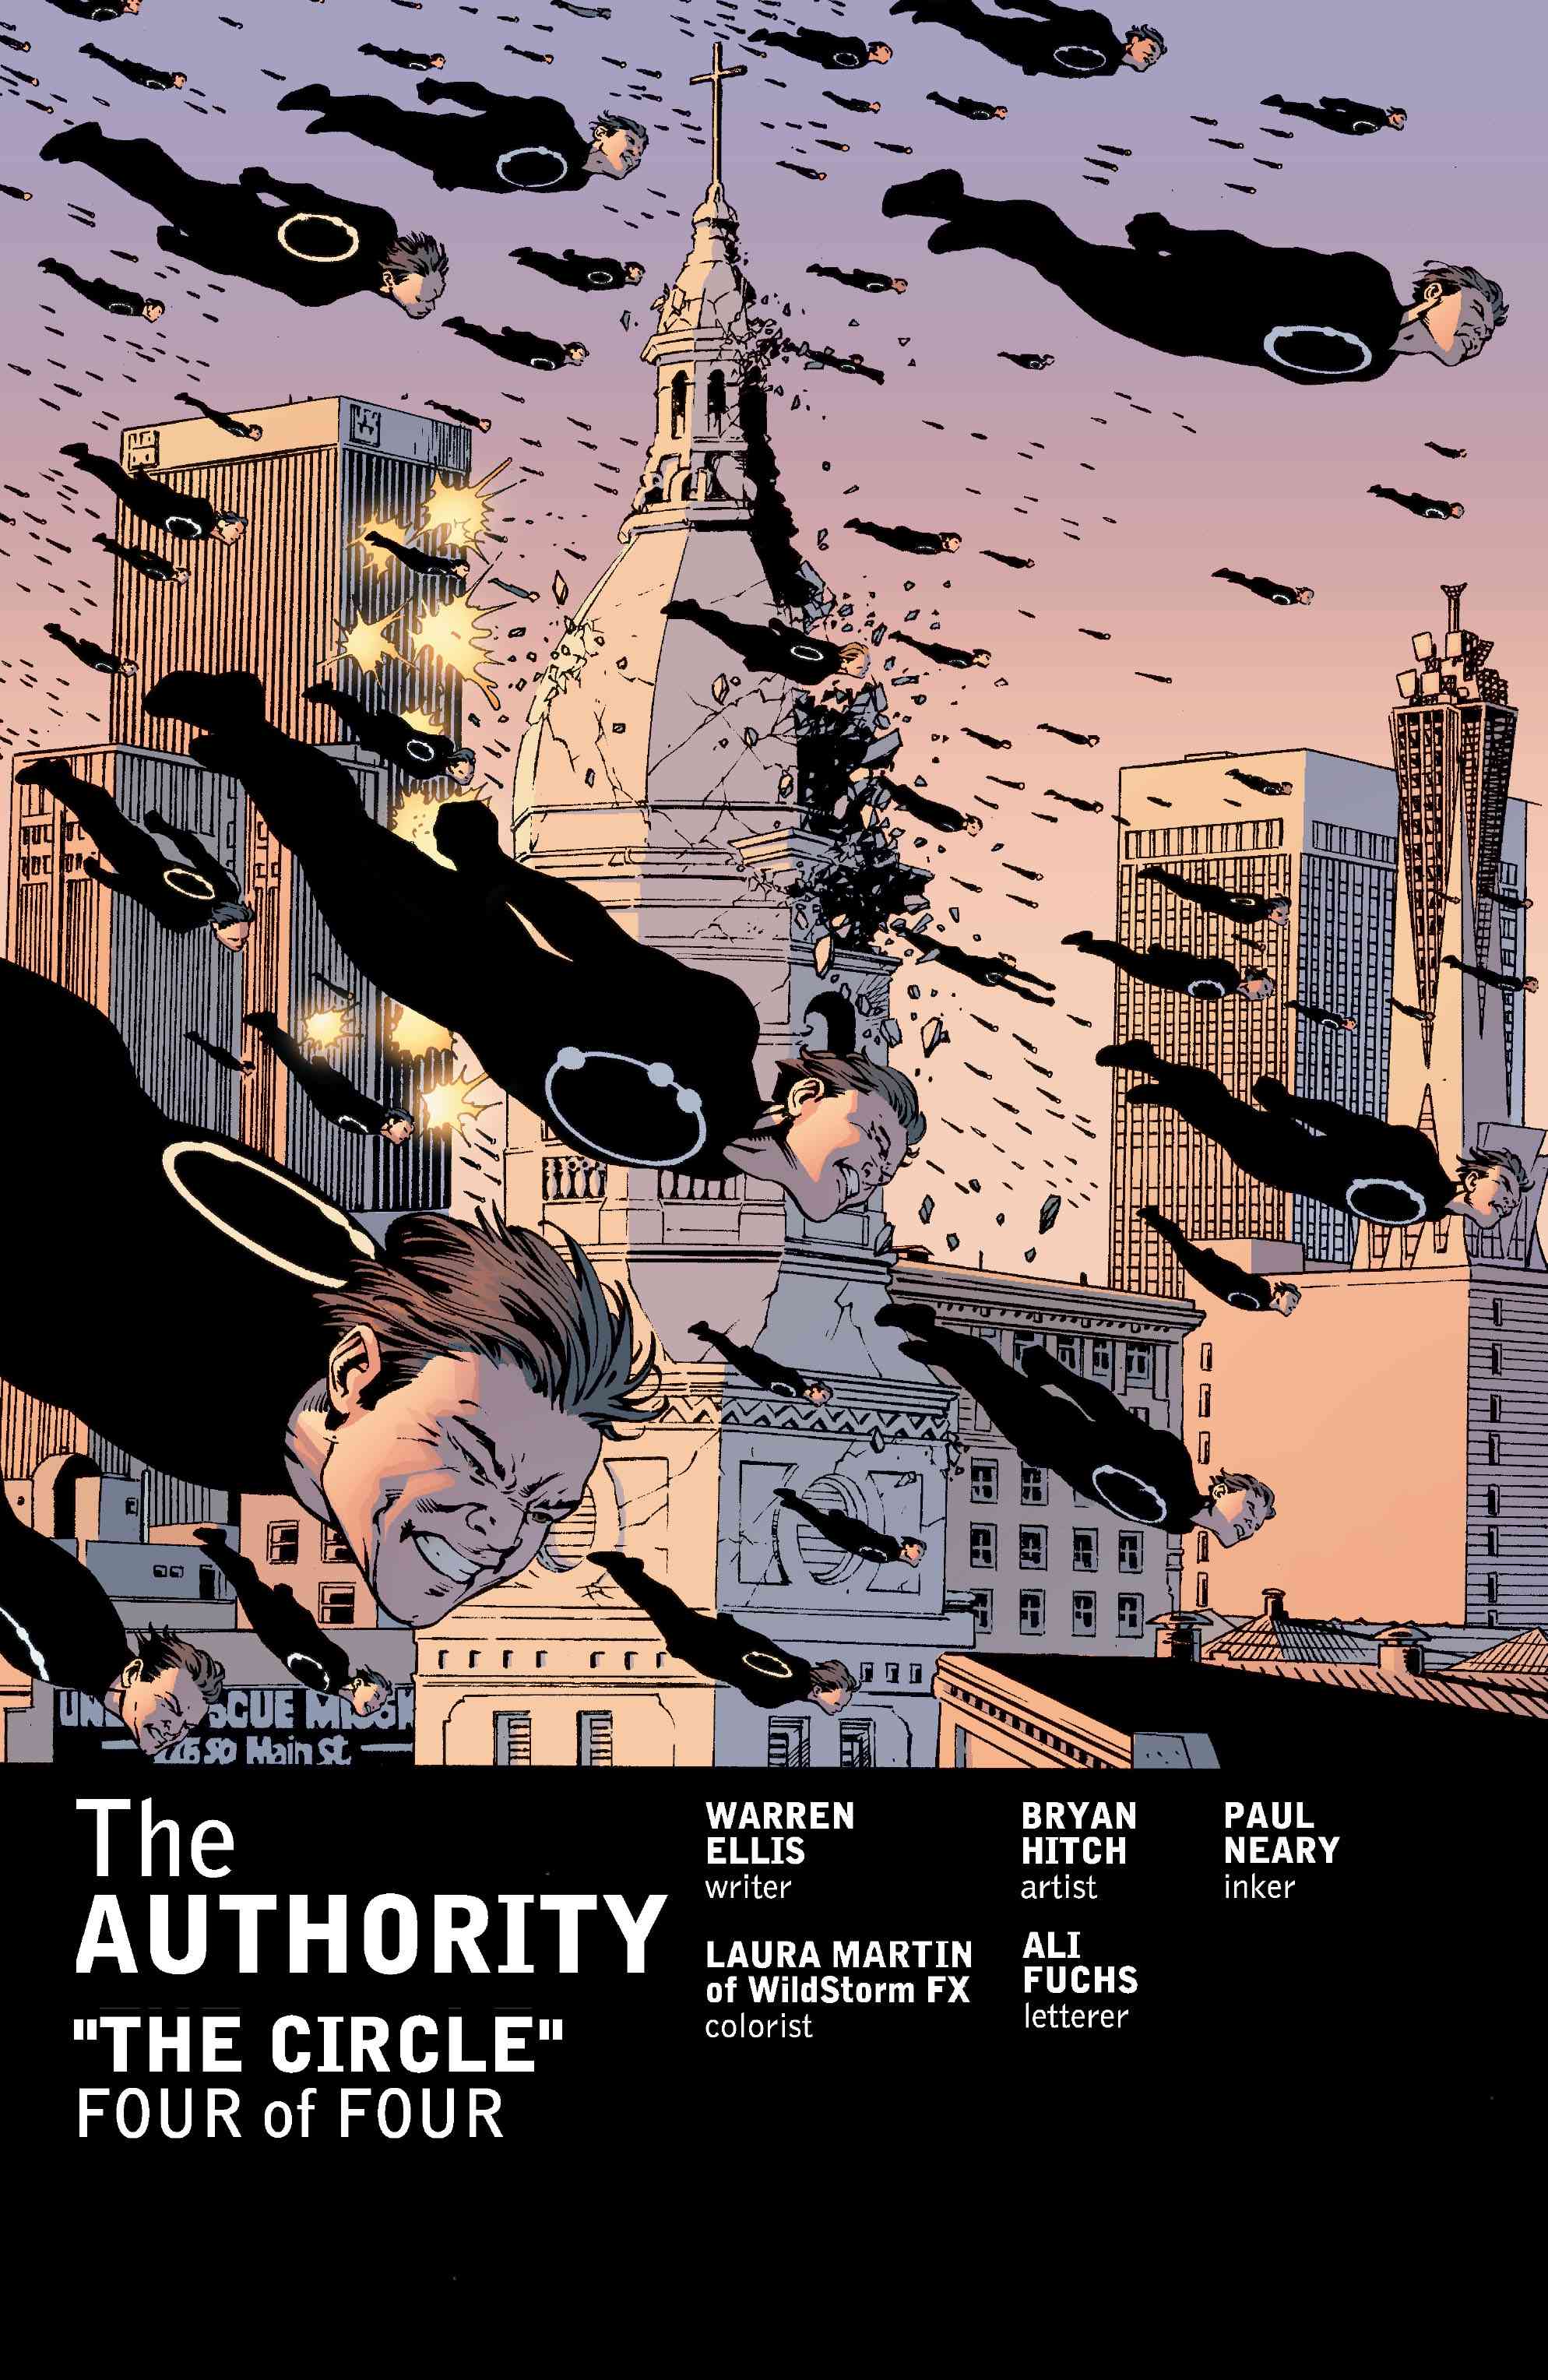 Main St.
The
AUTHORITY
"THE CIRCLE"
FOUR of FOUR
WARREN
ELLIS
writer
BRYAN
HITCH
artist
PAUL
NEARY
inker
LAURA MARTIN
of WildStorm FX
colorist
ALI
FUCHS
letterer